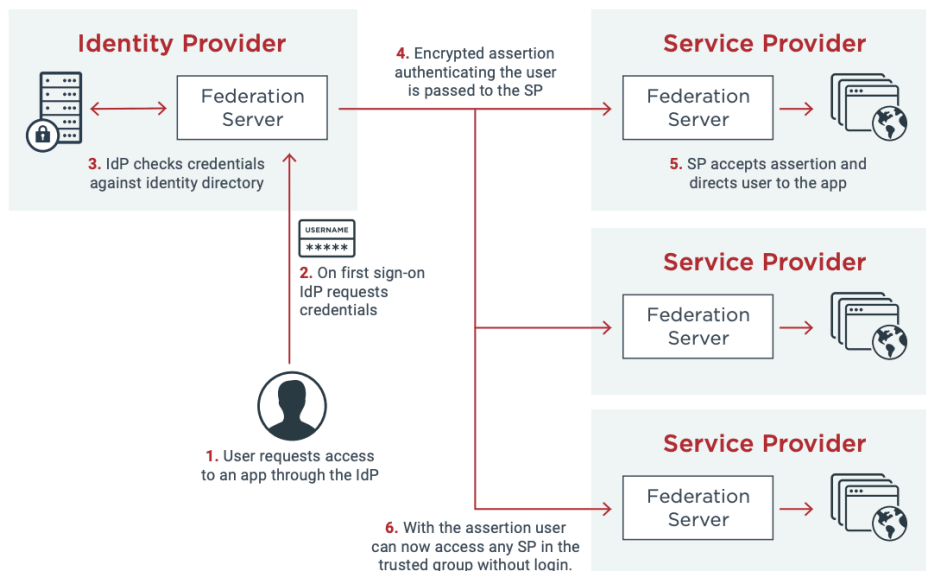 Identity Provider
Federation
Server
3. IdP checks credentials
against identity directory
4. Encrypted assertion
authenticating the user
is passed to the SP
Service Provider
Federation
Server
5. SP accepts assertion and
directs user to the app
USERNAME
*****
2. On first sign-on
IdP requests
credentials
1. User requests access
to an app through the IdP
Service Provider
Federation
Server
Service Provider
Federation
Server
6. With the assertion user
can now access any SP in the
trusted group without login.